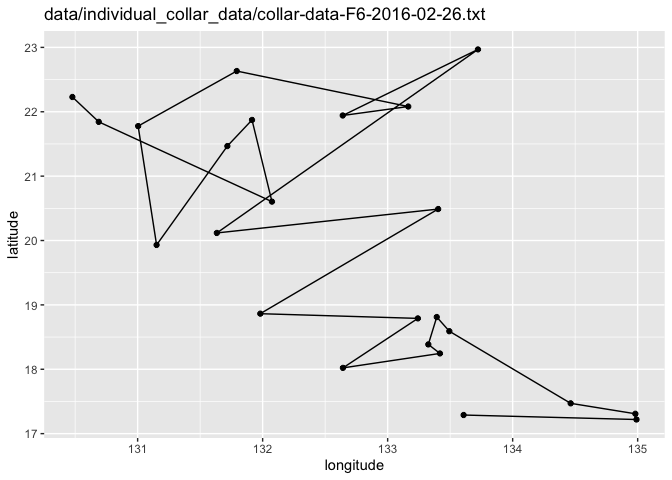 data/individual_collar_data/collar-data-F6-2016-02-26.txt
23
22
21
20
19
18
17
latitude
131 132 133 134 135
longitude